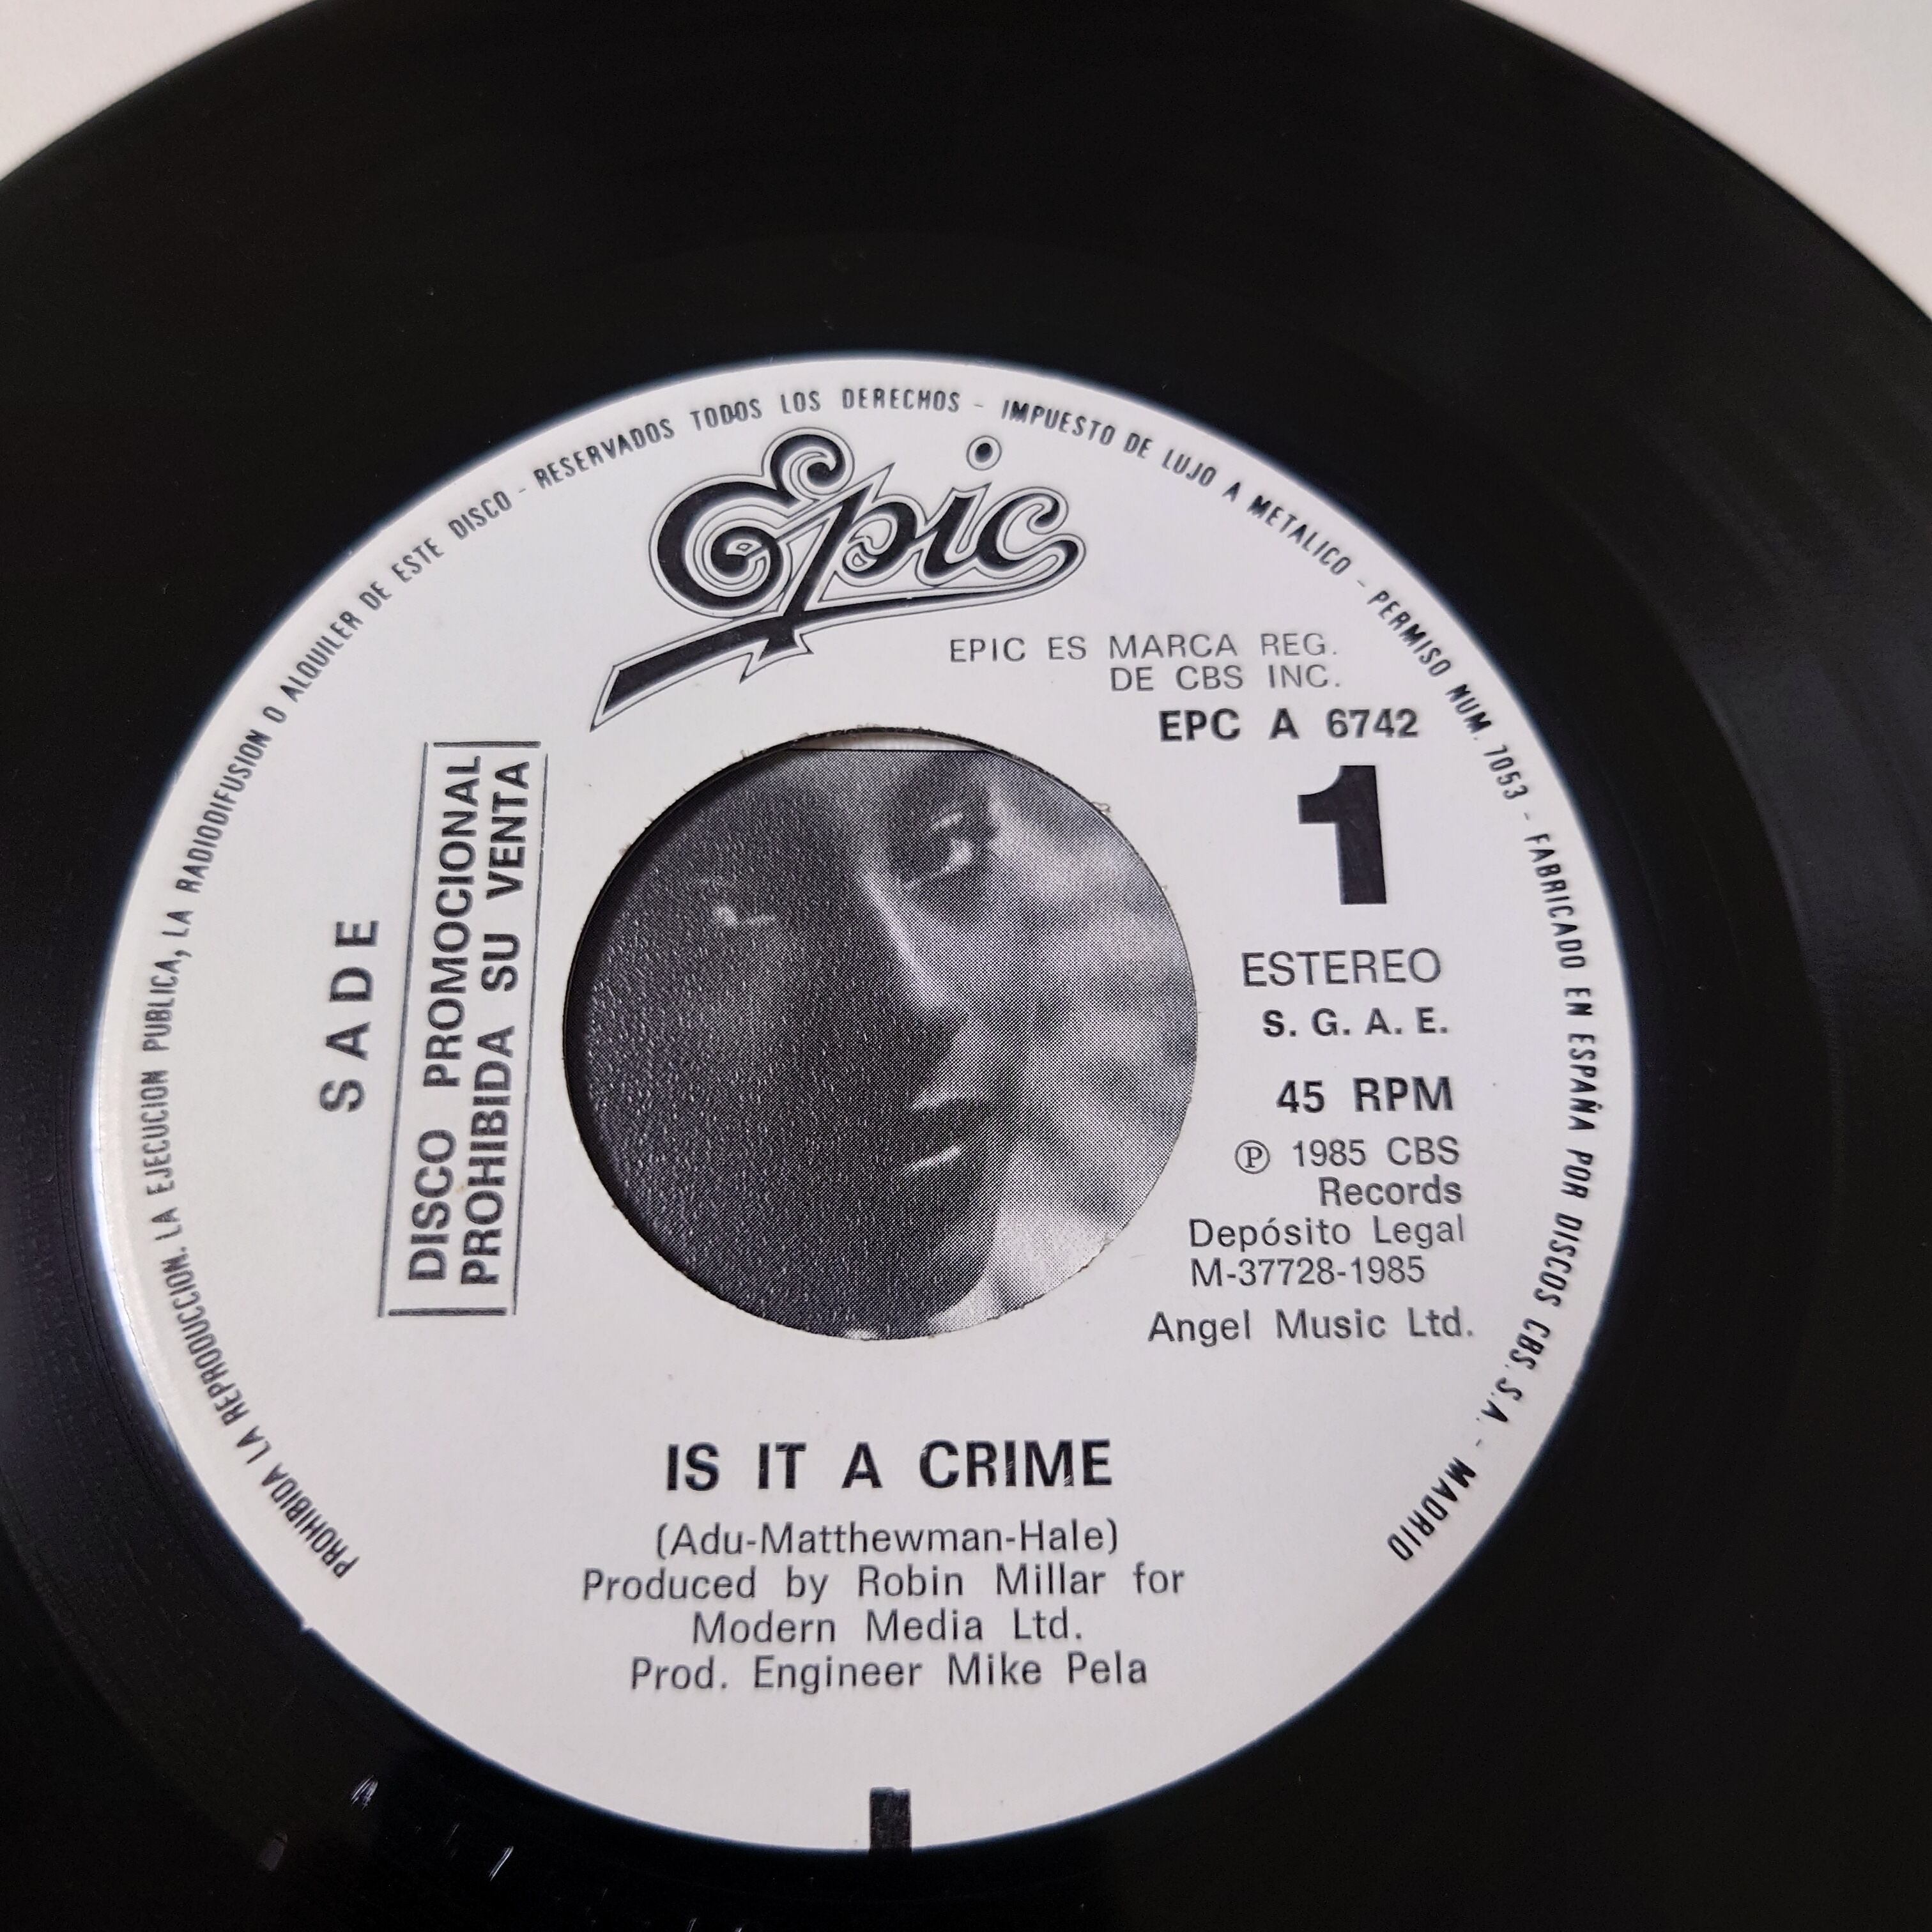 PROHIBIDA LA REPRODUCCION. LA EJECUCION PUBLICA, LA RADIODIFUSION O ALQUILER DE ESTE DISCO - RESERVADOS TODOS LOS DERECHOS - IMPUESTO DE LUJO A METALICO - PERMISO NUM. 7053 - FABRICADO EN ESPAÑA POR DISCOS CBS. S.A. - MADRID
Epic
EPIC ES MARCA REG.
DE CBS INC.
EPC A 6742
1
SADE
DISCO PROMOCIONAL
PROHIBIDA SU VENTA
ESTEREO
S. G. A. E.
45 RPM
Ⓟ 1985 CBS
Records
Depósito Legal
M-37728-1985
Angel Music Ltd.
IS IT A CRIME
(Adu-Matthewman-Hale)
Produced by Robin Millar for
Modern Media Ltd.
Prod. Engineer Mike Pela